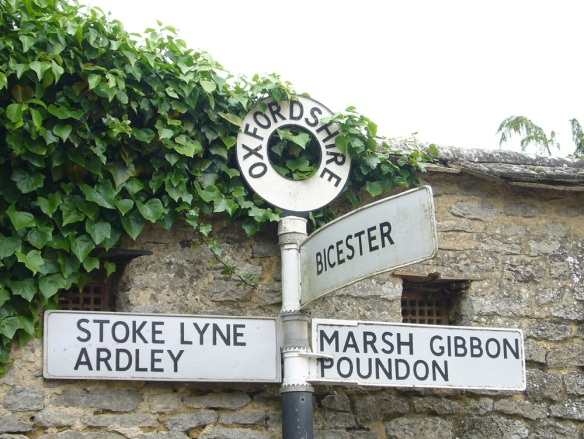 OXFORDSHIRE
BICESTER
STOKE LYNE
ARDLEY
MARSH GIBBON
POUNDON